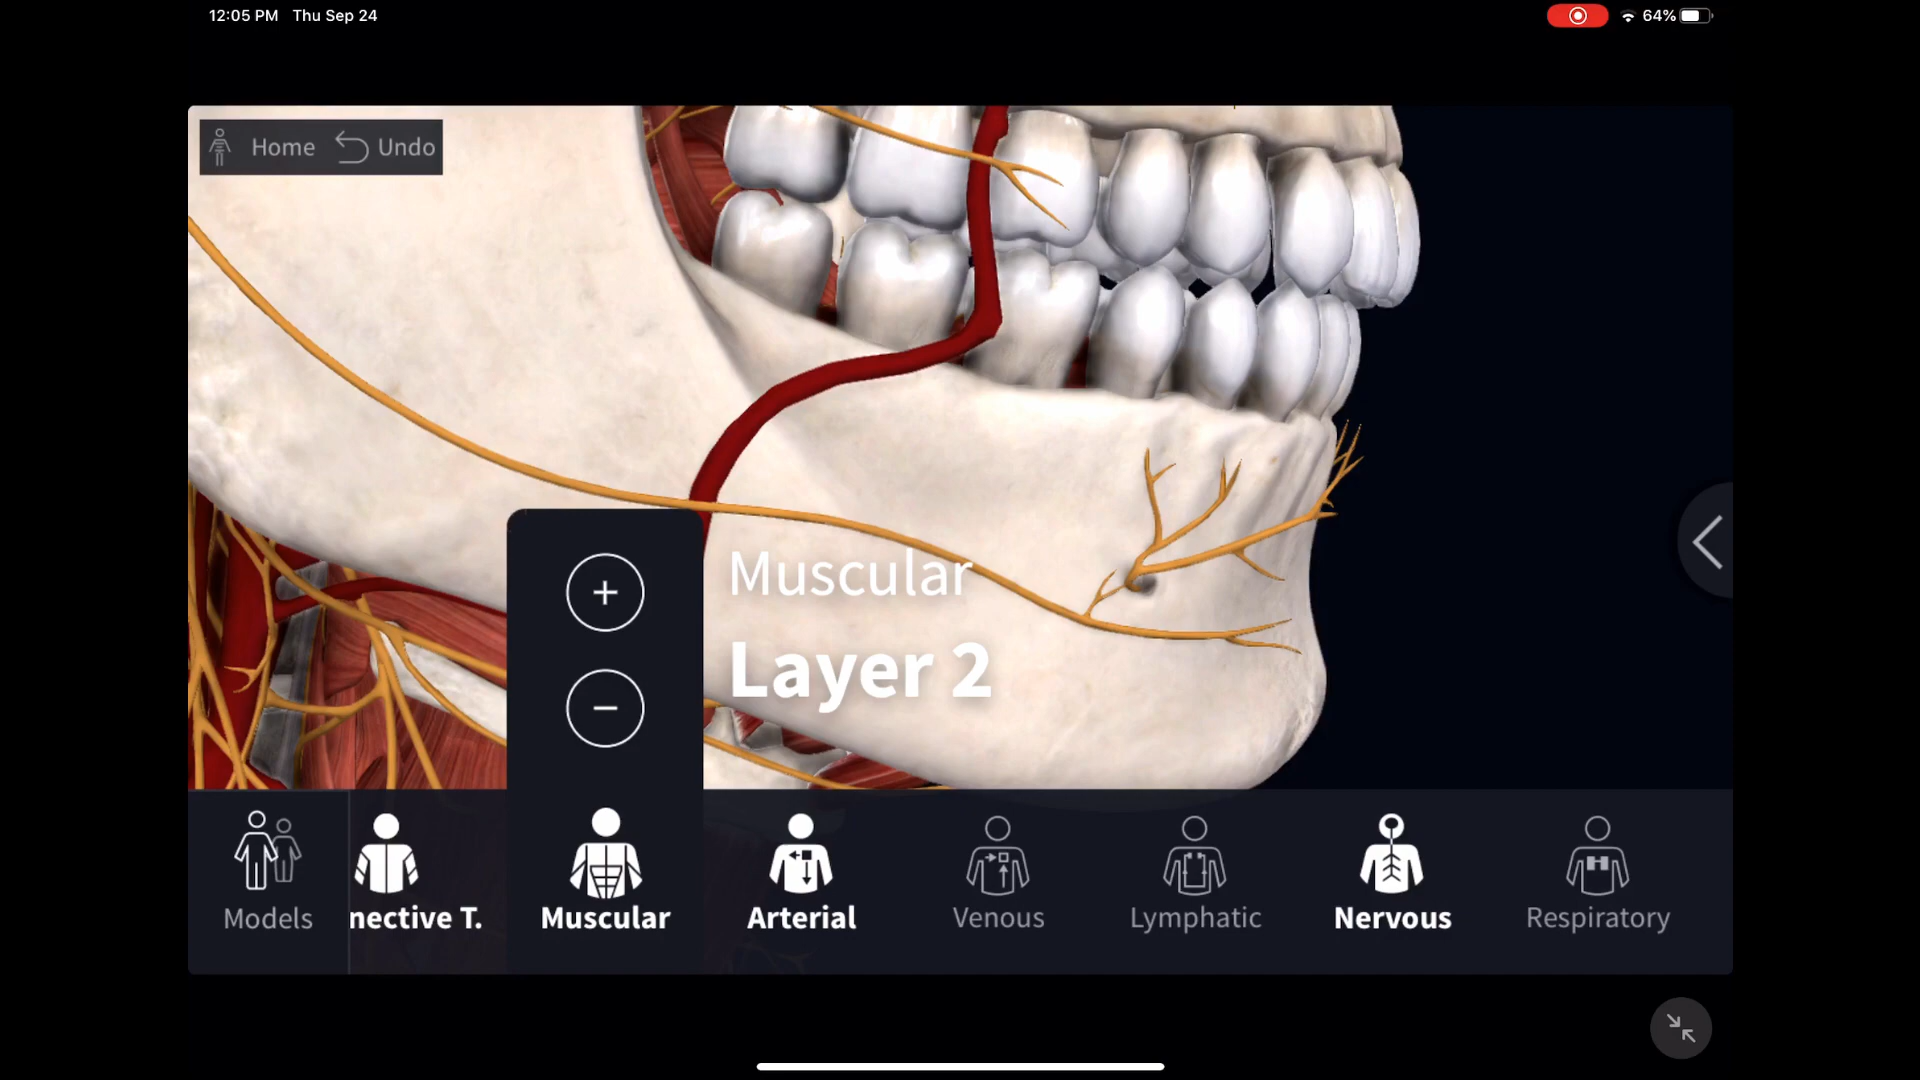 12:05 PM Thu Sep 24
64%
Home Undo
Muscular
Layer 2
Models
nective T.
Muscular
Arterial
Venous
Lymphatic
Nervous
Respiratory